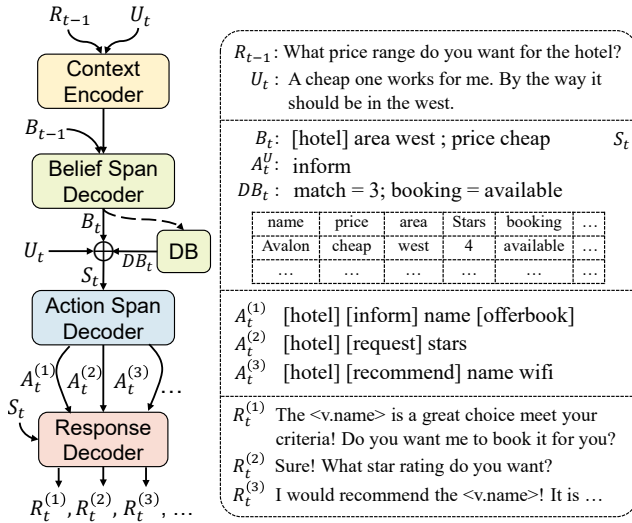 R_{t-1} U_t
Context
Encoder
B_{t-1}
Belief Span
Decoder
B_t
U_t DB_t DB
S_t
Action Span
Decoder
A_t^{(1)} A_t^{(2)} A_t^{(3)} ...
S_t
Response
Decoder
R_t^{(1)}, R_t^{(2)}, R_t^{(3)}, ...
R_{t-1}: What price range do you want for the hotel?
U_t : A cheap one works for me. By the way it
should be in the west.
B_t: [hotel] area west ; price cheap S_t
A_t^U: inform
DB_t : match = 3; booking = available
name price area Stars booking ...
Avalon cheap west 4 available ...
... ... ... ... ...
A_t^{(1)} [hotel] [inform] name [offerbook]
A_t^{(2)} [hotel] [request] stars
A_t^{(3)} [hotel] [recommend] name wifi
R_t^{(1)} The <v.name> is a great choice meet your
criteria! Do you want me to book it for you?
R_t^{(2)} Sure! What star rating do you want?
R_t^{(3)} I would recommend the <v.name>! It is ...